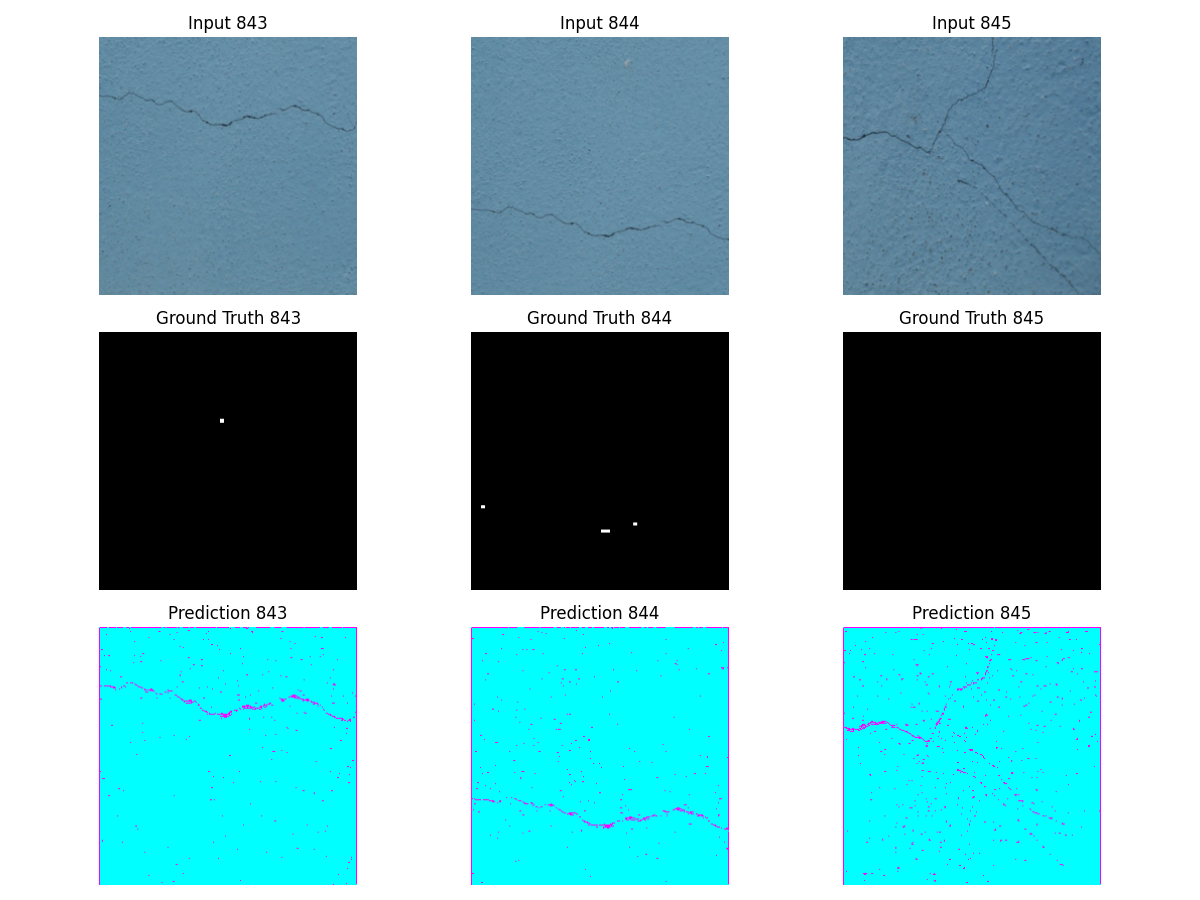 Input 843
Input 844
Input 845
Ground Truth 843
Ground Truth 844
Ground Truth 845
Prediction 843
Prediction 844
Prediction 845